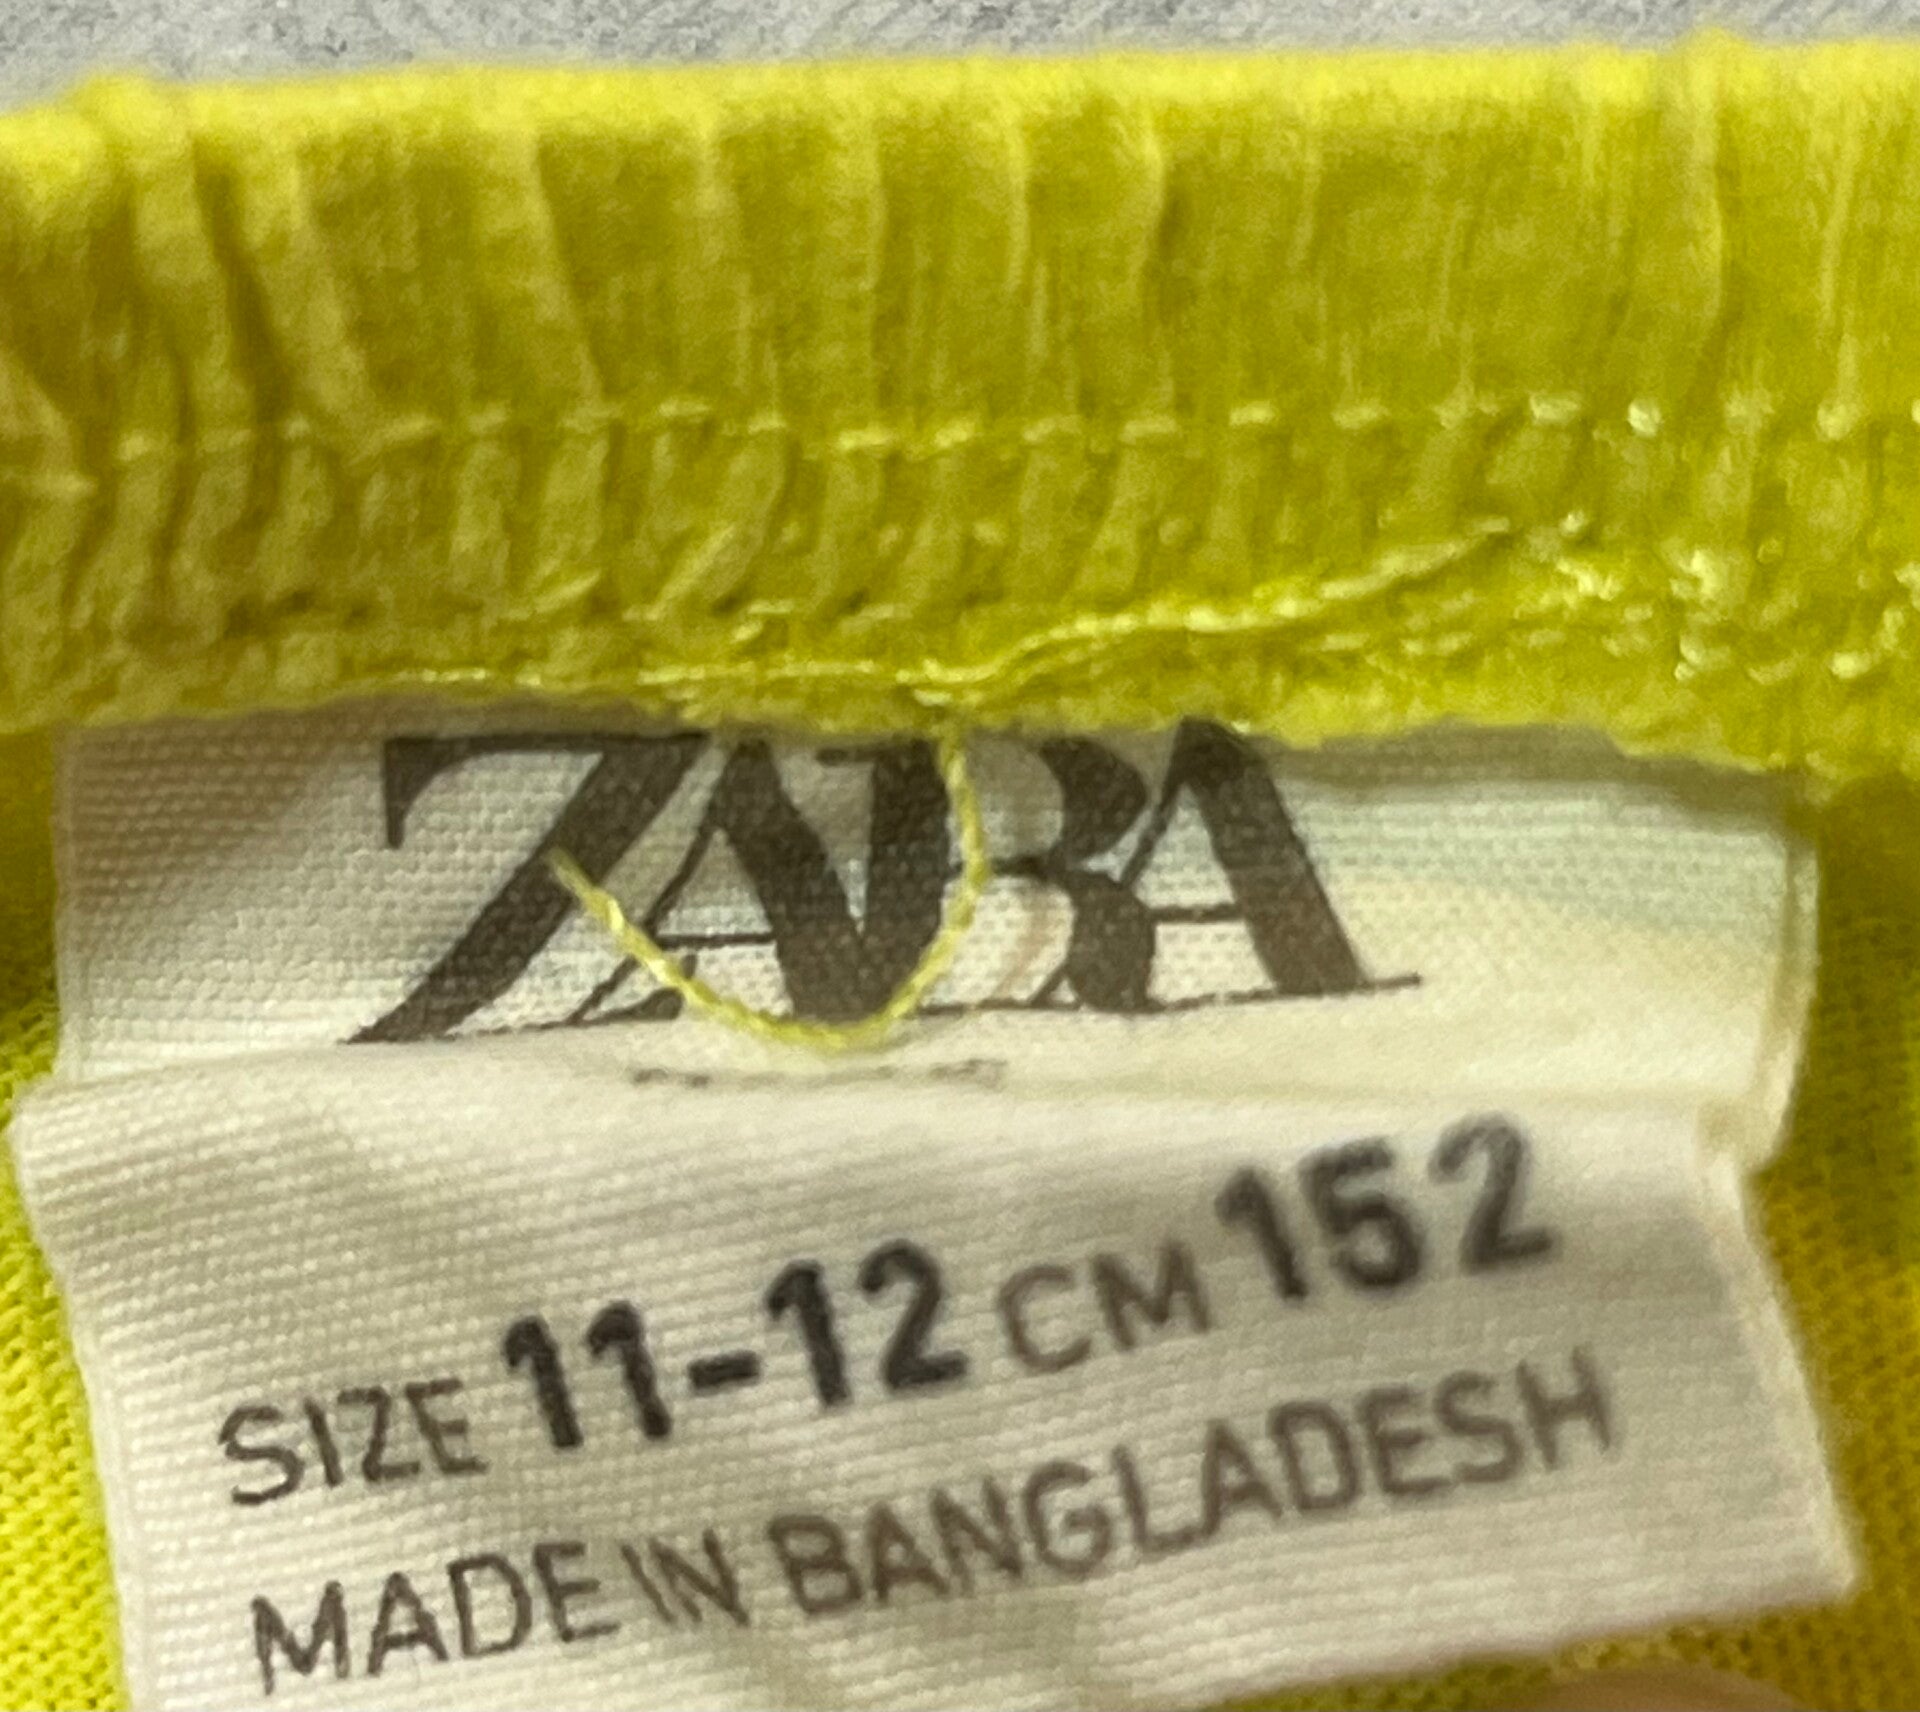 ZARA
SIZE 11-12 CM 152
MADE IN BANGLADESH